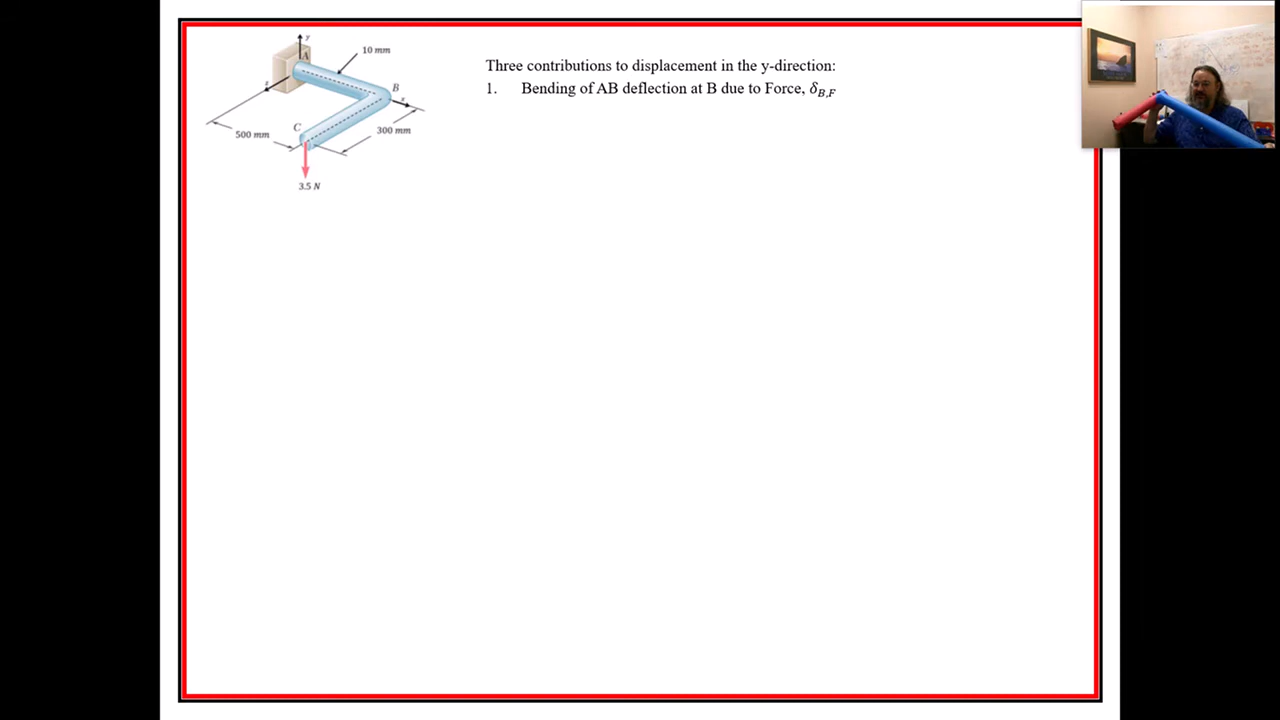 y
A
10 mm
B
z
x
500 mm
C
300 mm
3.5 N
Three contributions to displacement in the y-direction:
1. Bending of AB deflection at B due to Force, δ_{B,F}